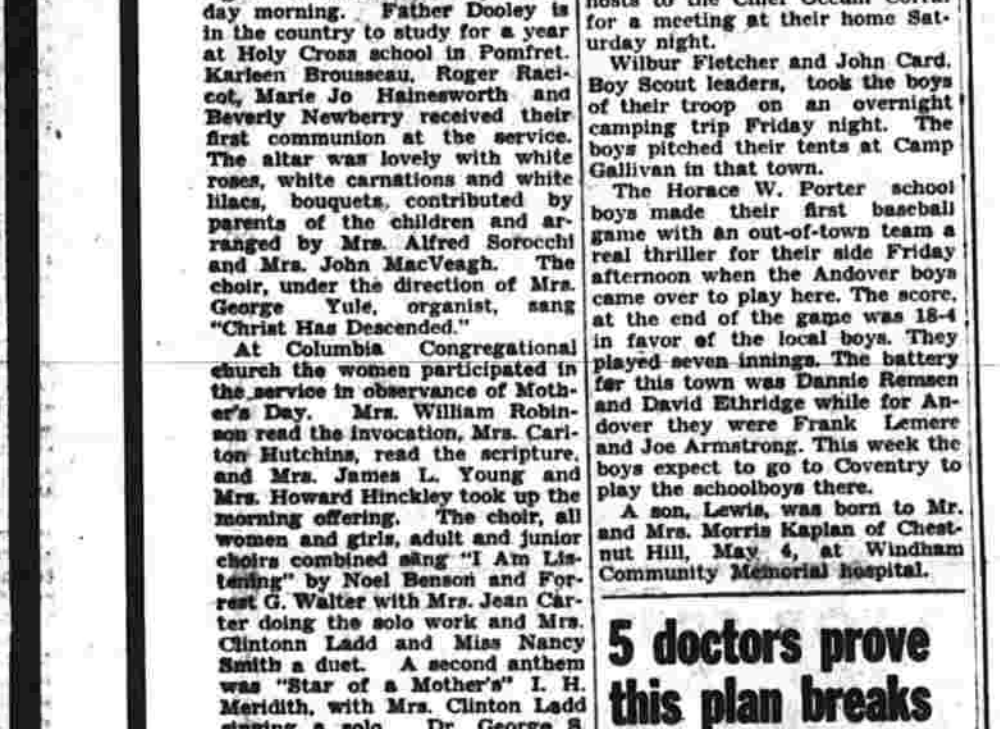 day morning. Father Dooley is
in the country to study for a year
at Holy Cross school in Pomfret.
Karleen Brousseau, Roger Raci-
cot, Marie Jo Hainesworth and
Beverly Newberry received their
first communion at the service.
The altar was lovely with white
roses, white carnations and white
lilacs, bouquets, contributed by
parents of the children and ar-
ranged by Mrs. Alfred Sorocchi
and Mrs. John MacVeagh. The
choir, under the direction of Mrs.
George Yule, organist, sang
"Christ Has Descended."
At Columbia Congregational
church the women participated in
the service in observance of Moth-
er's Day. Mrs. William Robin-
son read the invocation, Mrs. Carl-
ton Hutchins, read the scripture,
and Mrs. James L. Young and
Mrs. Howard Hinckley took up the
morning offering. The choir, all
women and girls, adult and junior
choirs combined sang "I Am Lis-
tening" by Noel Benson and For-
rest G. Walter with Mrs. Jean Car-
ter doing the solo work and Mrs.
Clintonn Ladd and Miss Nancy
Smith a duet. A second anthem
was "Star of a Mother's" I. H.
Meridith, with Mrs. Clinton Ladd
singing a solo. Dr. George S.
hosts to the Chief
for a meeting at their home Sat-
urday night.
Wilbur Fletcher and John Card,
Boy Scout leaders, took the boys
of their troop on an overnight
camping trip Friday night. The
boys pitched their tents at Camp
Gallivan in that town.
The Horace W. Porter school
boys made their first baseball
game with an out-of-town team a
real thriller for their side Friday
afternoon when the Andover boys
came over to play here. The score,
at the end of the game was 18-4
in favor of the local boys. They
played seven innings. The battery
for this town was Dannie Remsen
and David Ethridge while for An-
dover they were Frank Lemere
and Joe Armstrong. This week the
boys expect to go to Coventry to
play the schoolboys there.
A son, Lewis, was born to Mr.
and Mrs. Morris Kaplan of Chest-
nut Hill, May 4, at Windham
Community Memorial hospital.
5 doctors prove
this plan breaks